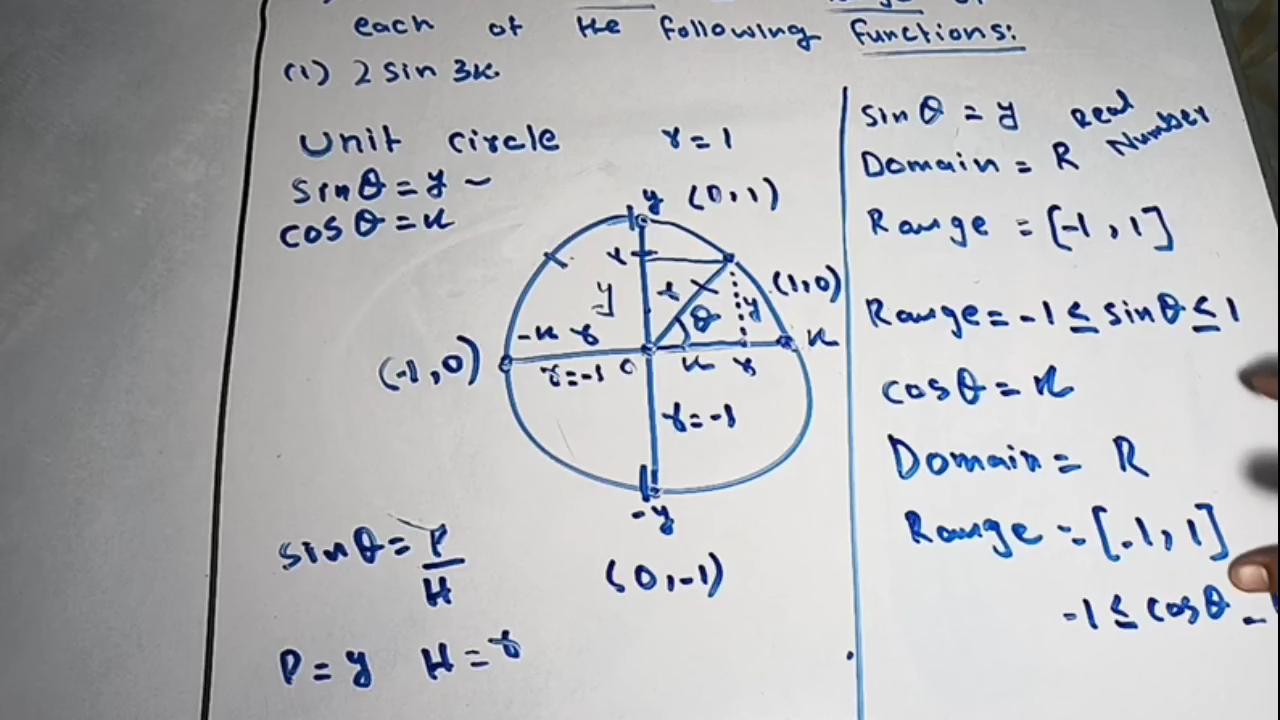 each of the following functions:
(1) 2 sin 3x
Unit circle r = 1
sinθ = y
cosθ = x
y (0,1)
r
y r y (1,0)
-x r θ x
(-1,0) r=-1 0 x r
r=-1
-y
(0,-1)
sinθ = P/H
P = y H = r
sinθ = y Real Number
Domain = R
Range = [-1, 1]
Range = -1 ≤ sinθ ≤ 1
cosθ = x
Domain = R
Range = [-1, 1]
-1 ≤ cosθ